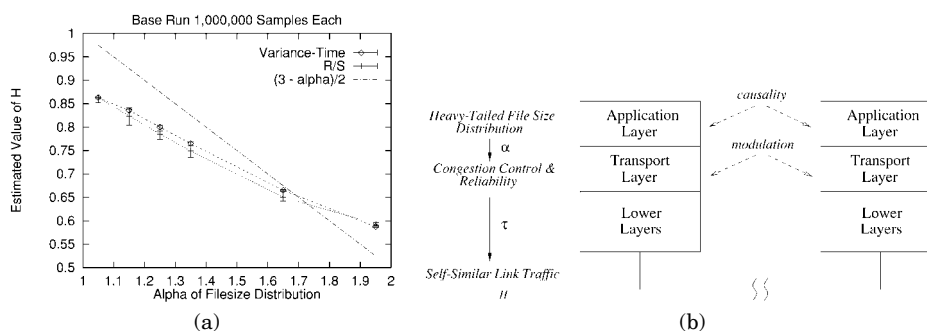 Base Run 1,000,000 Samples Each
Variance-Time
R/S
(3 - alpha)/2
1
0.95
0.9
0.85
0.8
0.75
0.7
0.65
0.6
0.55
0.5
Estimated Value of H
1 1.1 1.2 1.3 1.4 1.5 1.6 1.7 1.8 1.9 2
Alpha of Filesize Distribution
(a)
Heavy-Tailed File Size
Distribution
α
Congestion Control &
Reliability
τ
Self-Similar Link Traffic
H
Application
Layer
Transport
Layer
Lower
Layers
causality
modulation
Application
Layer
Transport
Layer
Lower
Layers
(b)